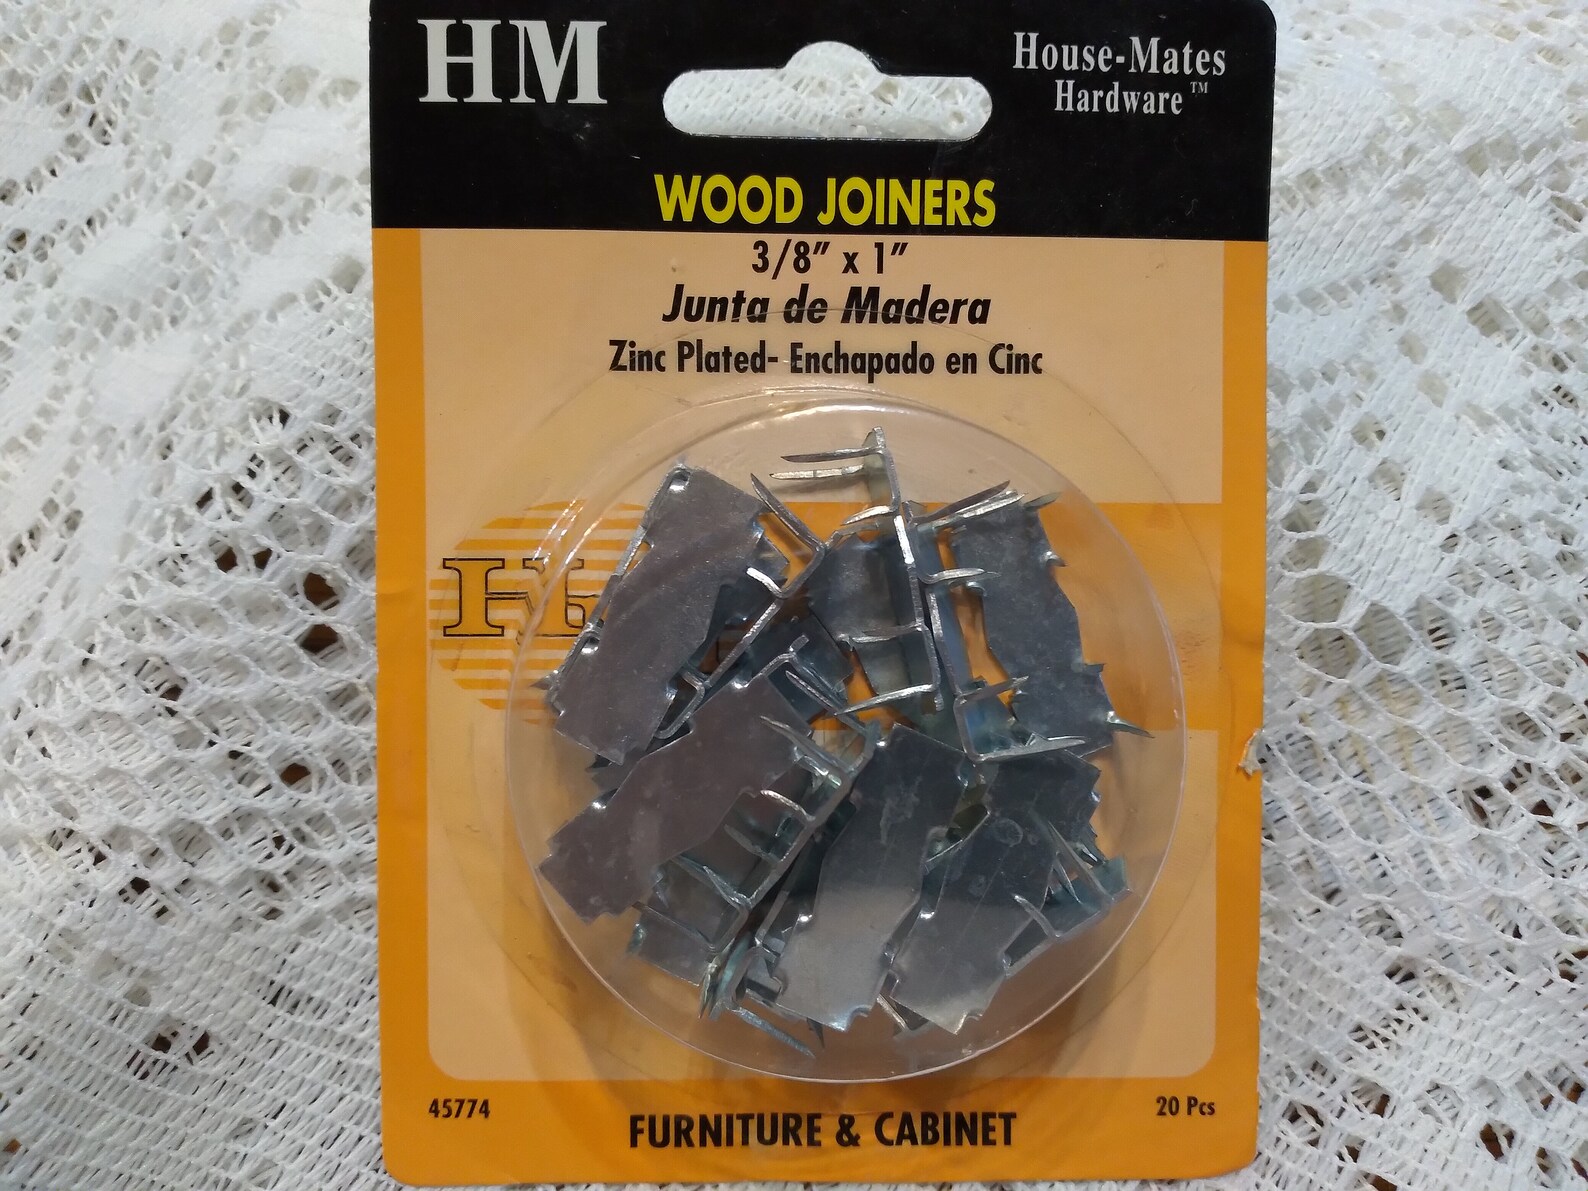 HM
House-Mates
Hardware™
WOOD JOINERS
3/8" x 1"
Junta de Madera
Zinc Plated- Enchapado en Cinc
45774
20 Pcs
FURNITURE & CABINET